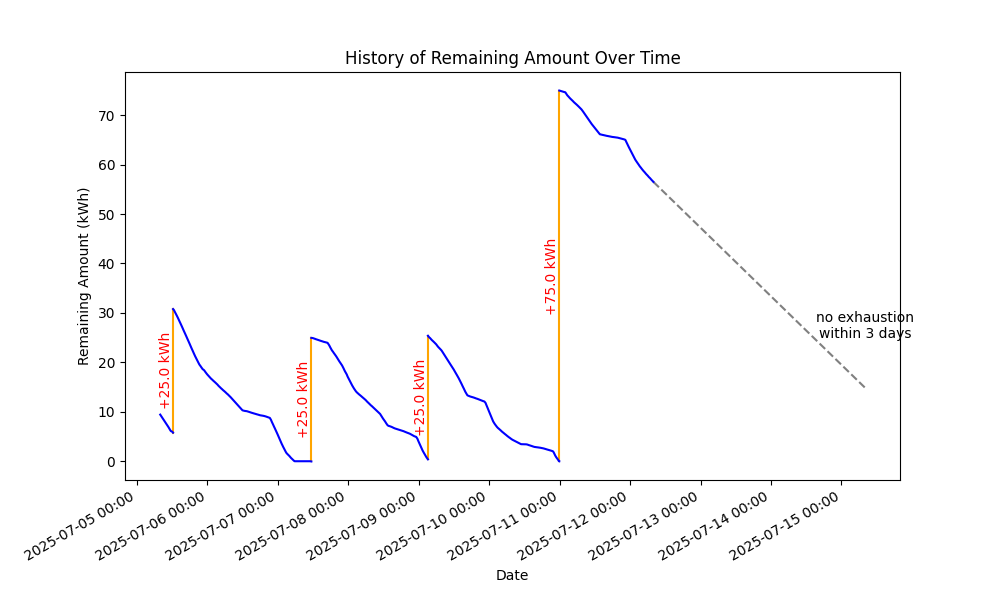 History of Remaining Amount Over Time
Remaining Amount (kWh)
70
60
50
40
30
20
10
0
+25.0 kWh
+25.0 kWh
+25.0 kWh
+75.0 kWh
no exhaustion
within 3 days
2025-07-05 00:00
2025-07-06 00:00
2025-07-07 00:00
2025-07-08 00:00
2025-07-09 00:00
2025-07-10 00:00
2025-07-11 00:00
2025-07-12 00:00
2025-07-13 00:00
2025-07-14 00:00
2025-07-15 00:00
Date